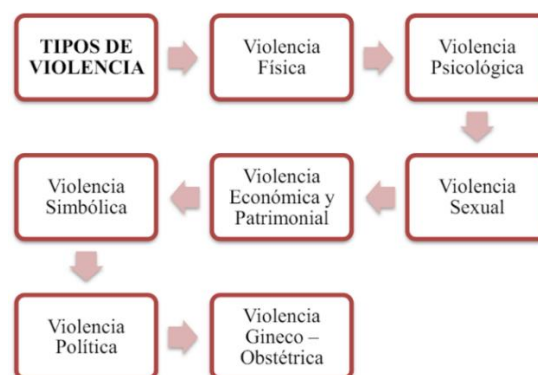 TIPOS DE
VIOLENCIA
Violencia
Física
Violencia
Psicológica
Violencia
Sexual
Violencia
Económica y
Patrimonial
Violencia
Simbólica
Violencia
Política
Violencia
Gineco –
Obstétrica